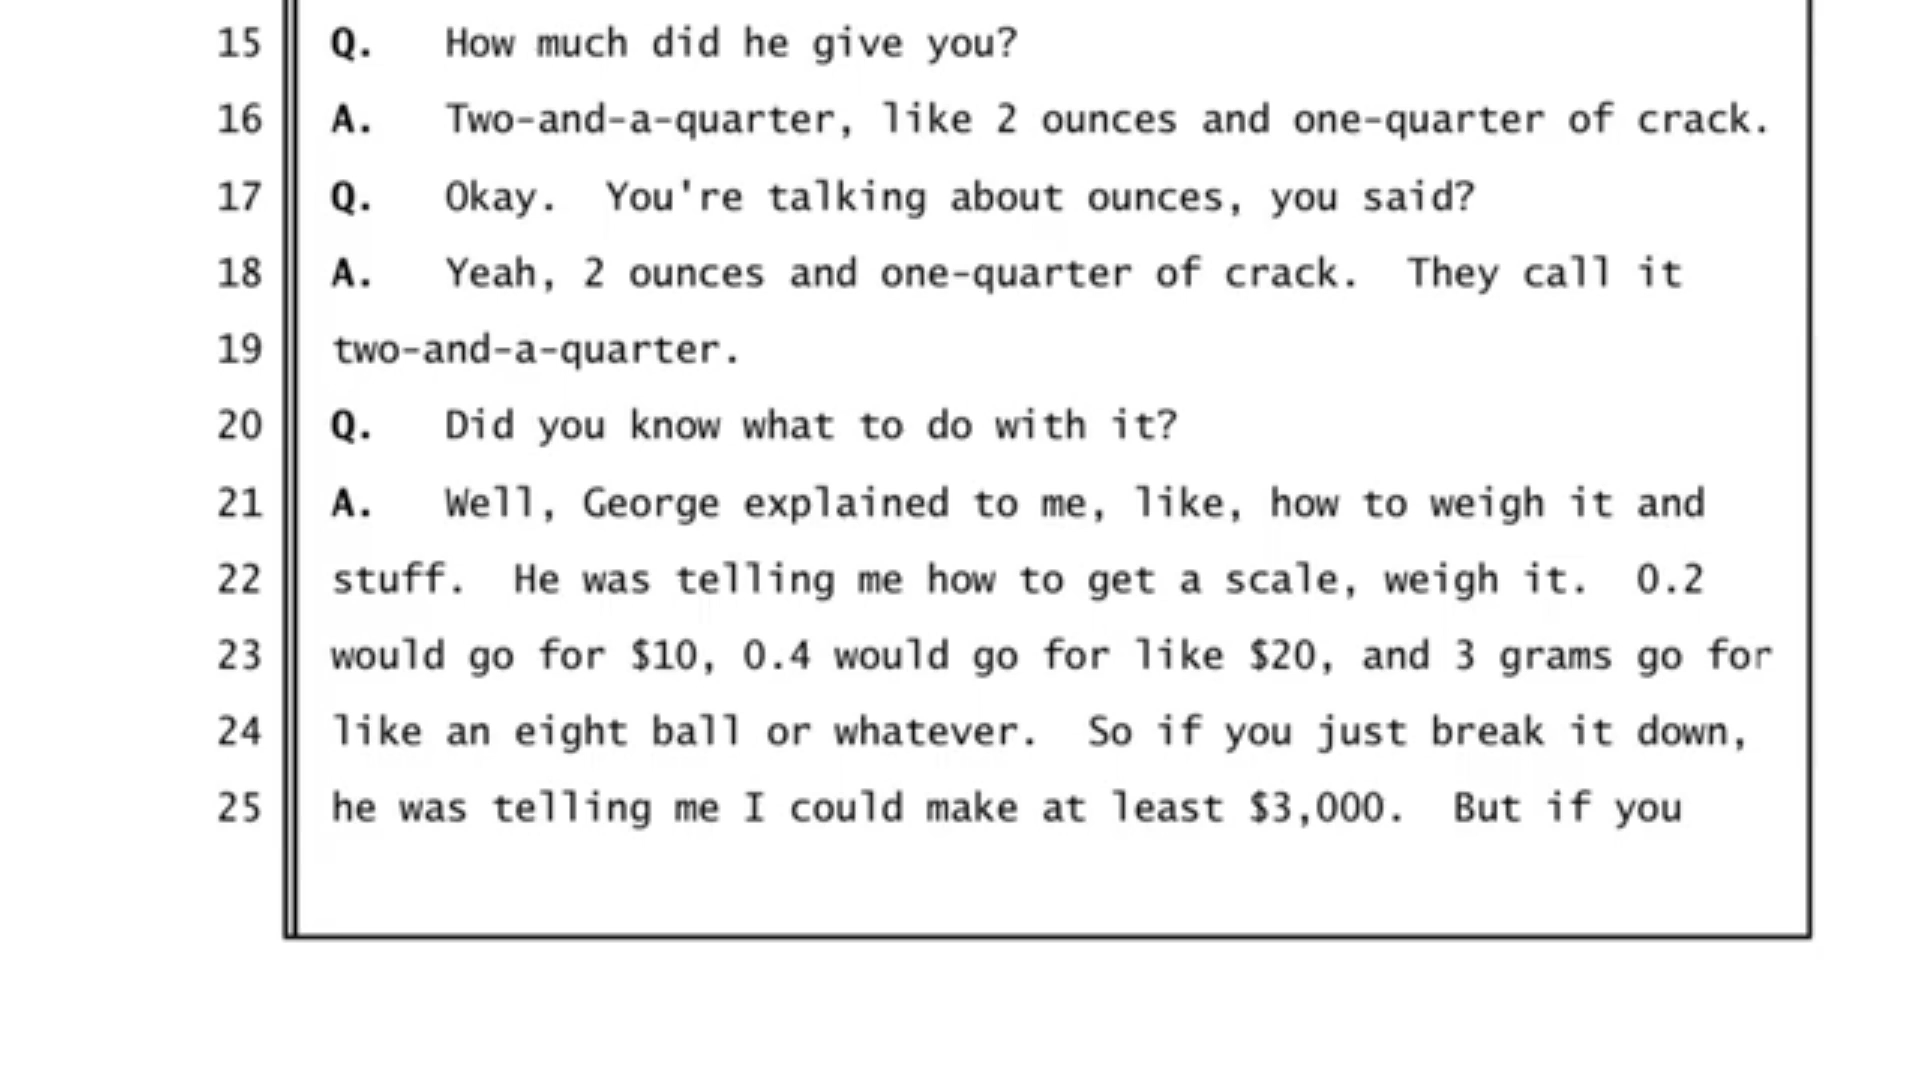 15 Q. How much did he give you?
16 A. Two-and-a-quarter, like 2 ounces and one-quarter of crack.
17 Q. Okay. You're talking about ounces, you said?
18 A. Yeah, 2 ounces and one-quarter of crack. They call it
19 two-and-a-quarter.
20 Q. Did you know what to do with it?
21 A. Well, George explained to me, like, how to weigh it and
22 stuff. He was telling me how to get a scale, weigh it. 0.2
23 would go for $10, 0.4 would go for like $20, and 3 grams go for
24 like an eight ball or whatever. So if you just break it down,
25 he was telling me I could make at least $3,000. But if you